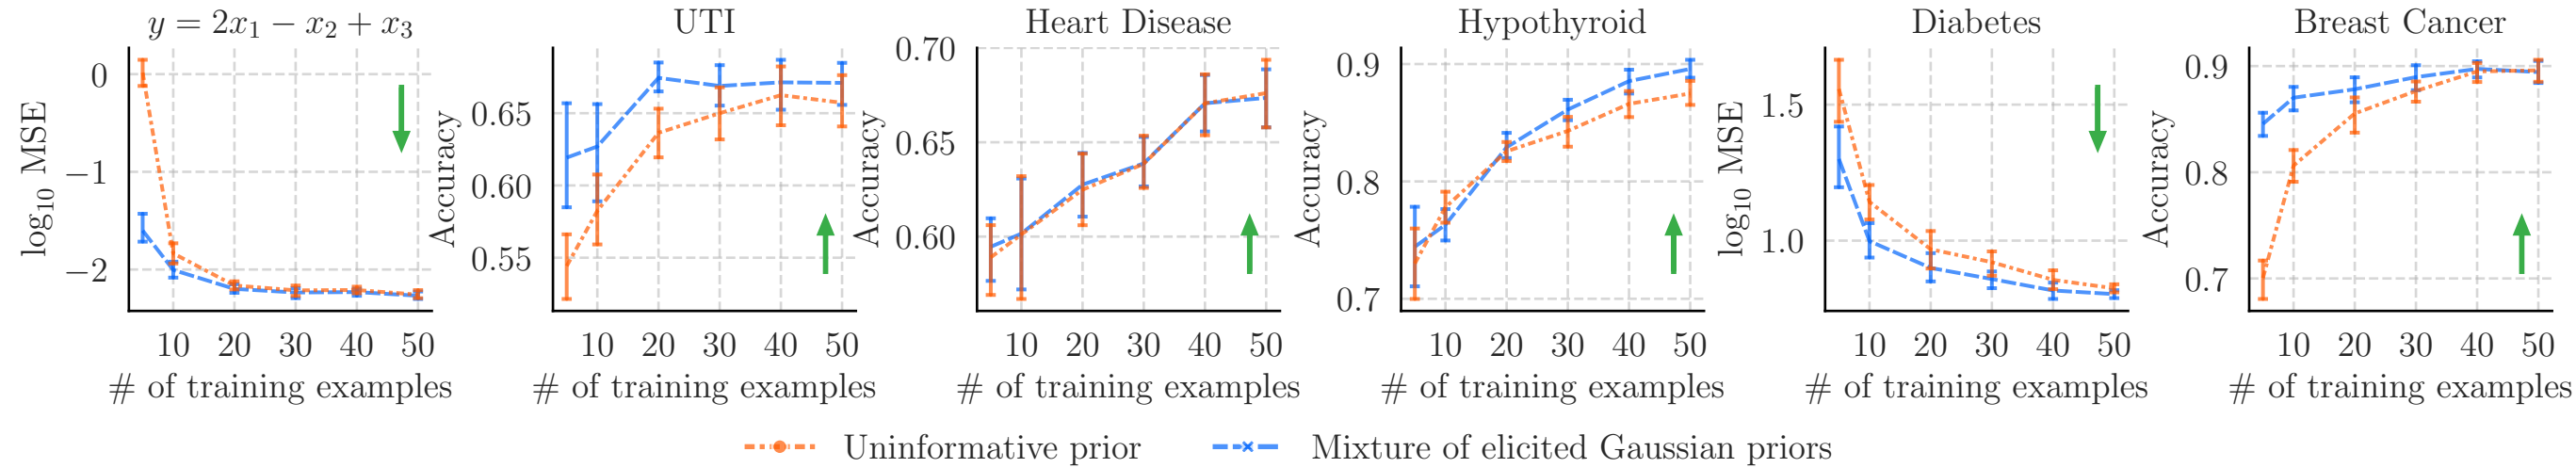 y = 2x₁ − x₂ + x₃
log₁₀ MSE
0
−1
−2
10 20 30 40 50
# of training examples
UTI
Accuracy
0.65
0.60
0.55
10 20 30 40 50
# of training examples
Heart Disease
Accuracy
0.70
0.65
0.60
10 20 30 40 50
# of training examples
Hypothyroid
Accuracy
0.9
0.8
0.7
10 20 30 40 50
# of training examples
Diabetes
log₁₀ MSE
1.5
1.0
10 20 30 40 50
# of training examples
Breast Cancer
Accuracy
0.9
0.8
0.7
10 20 30 40 50
# of training examples
Uninformative prior
Mixture of elicited Gaussian priors